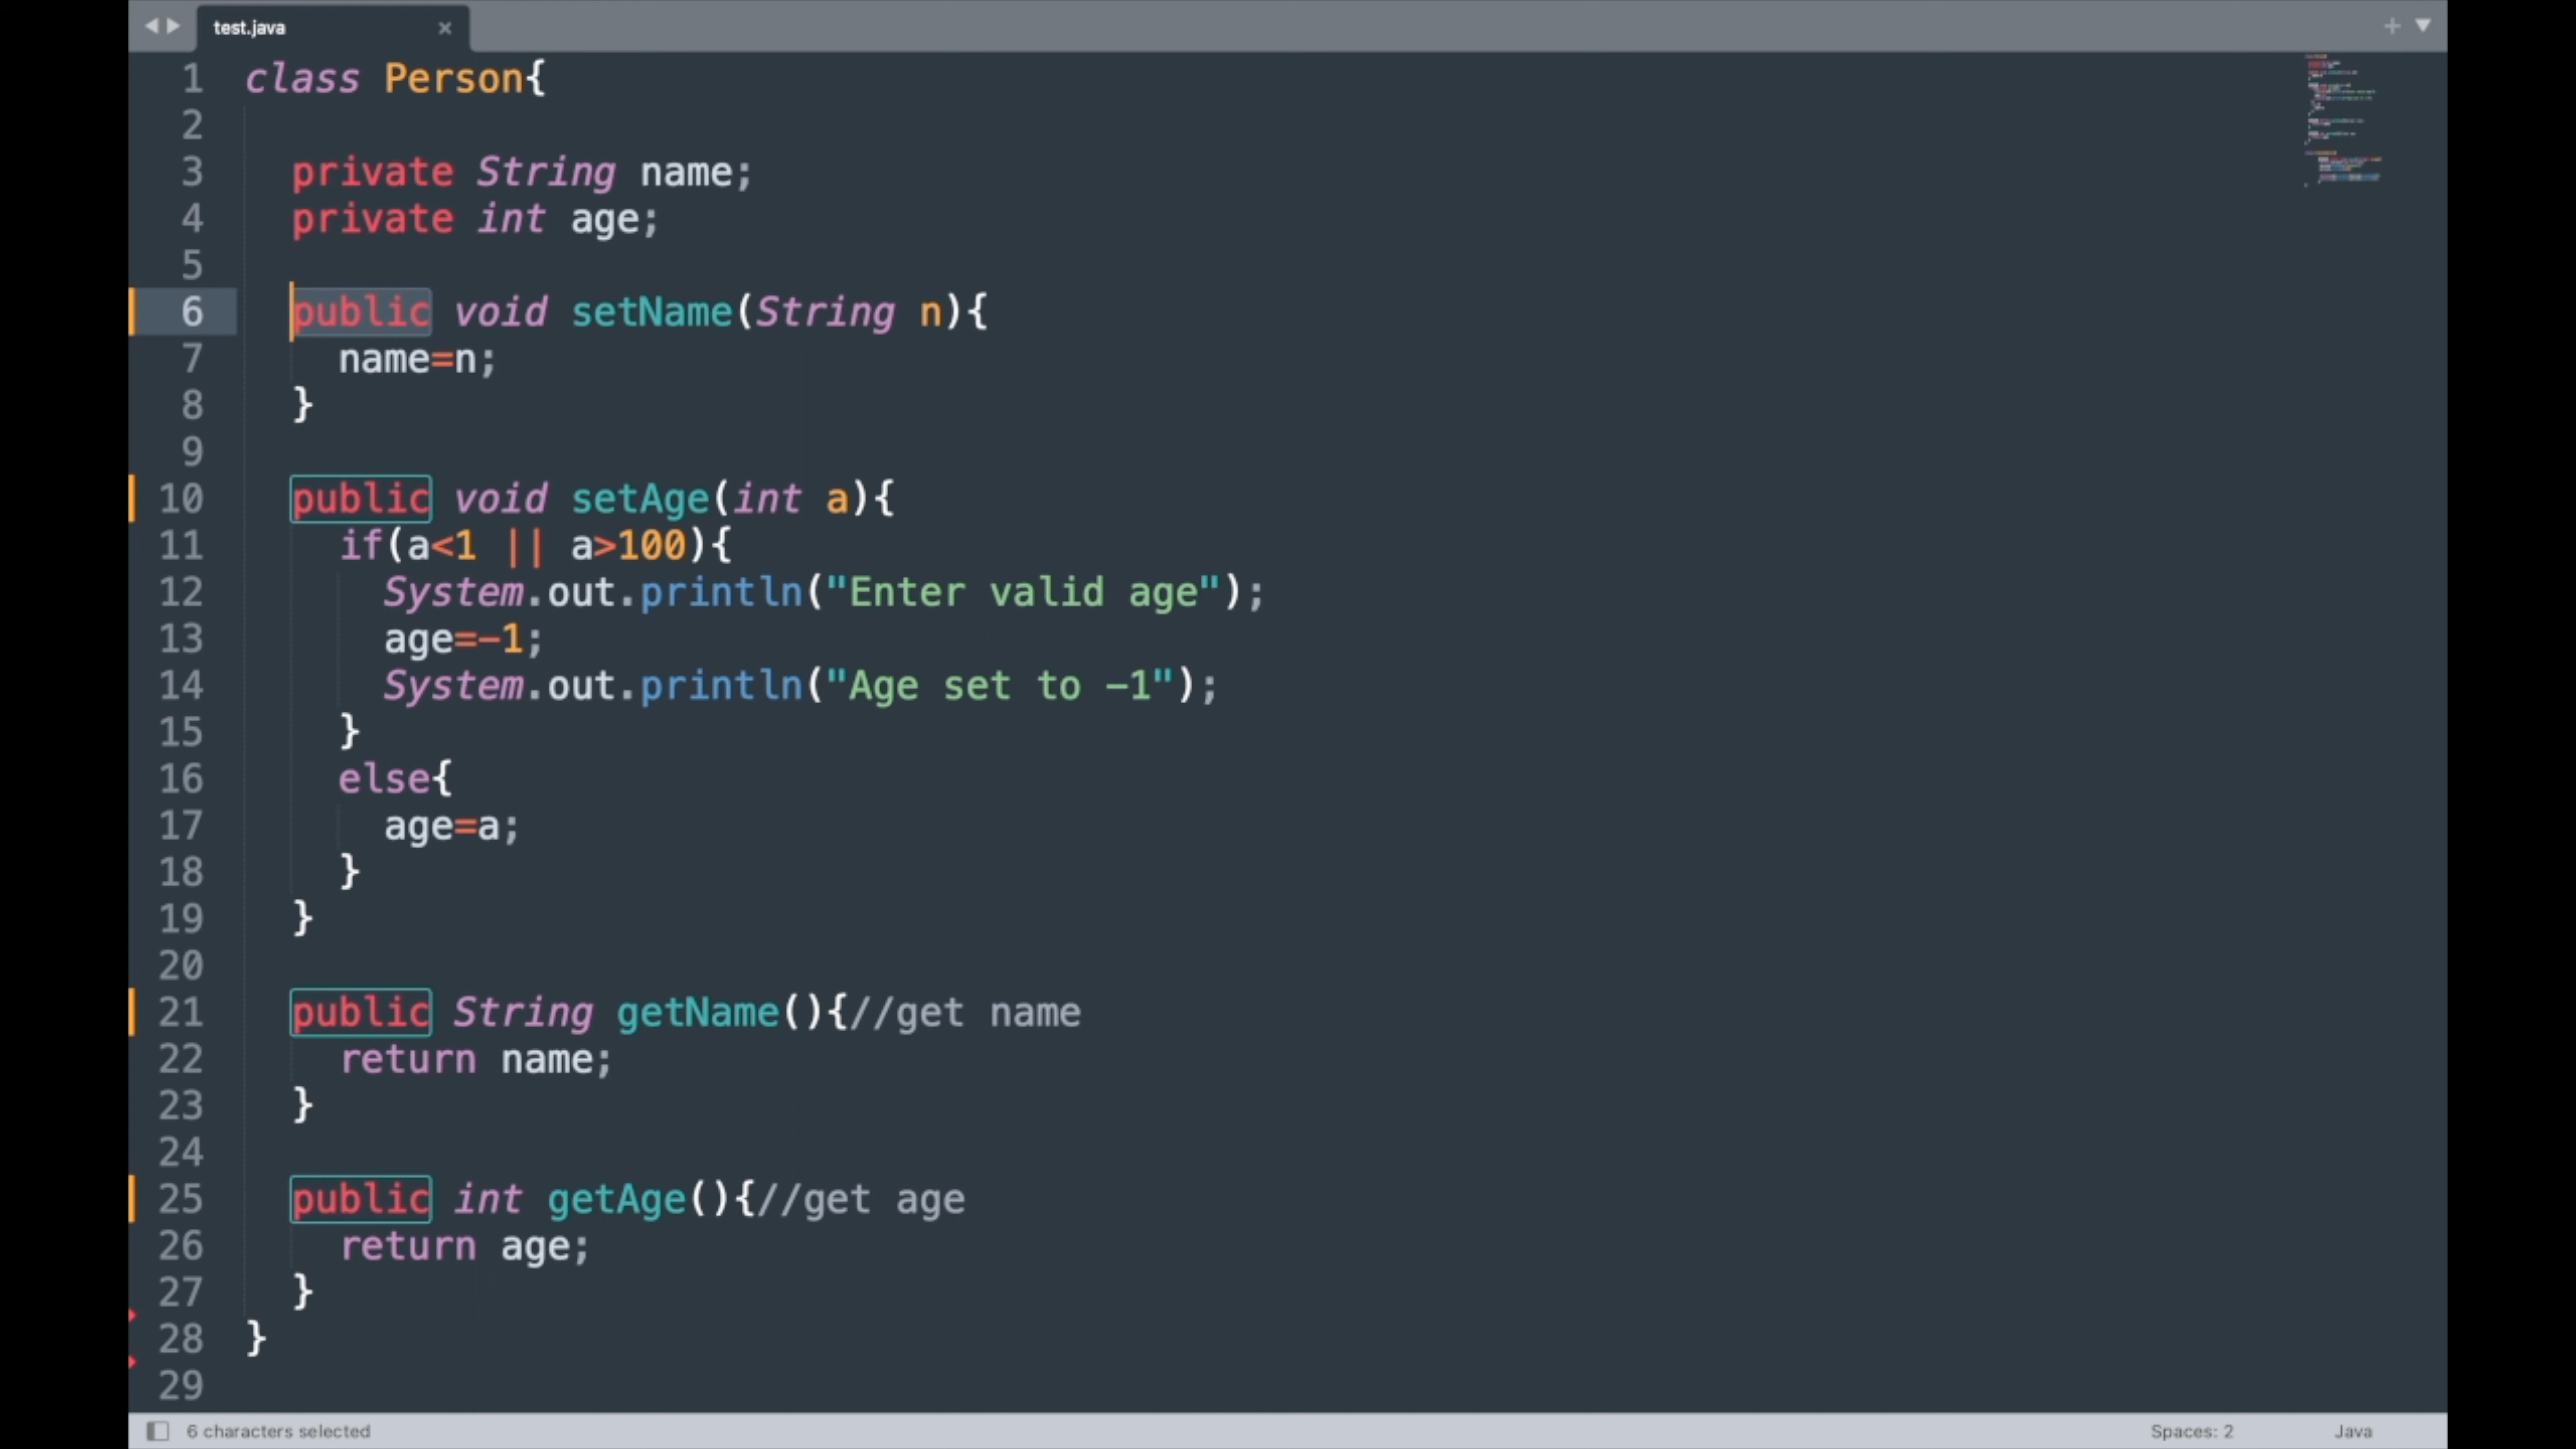 test.java
1 class Person{
2
3 private String name;
4 private int age;
5
6 public void setName(String n){
7 name=n;
8 }
9
10 public void setAge(int a){
11 if(a<1 || a>100){
12 System.out.println("Enter valid age");
13 age=-1;
14 System.out.println("Age set to -1");
15 }
16 else{
17 age=a;
18 }
19 }
20
21 public String getName(){//get name
22 return name;
23 }
24
25 public int getAge(){//get age
26 return age;
27 }
28 }
29
6 characters selected Spaces: 2 Java